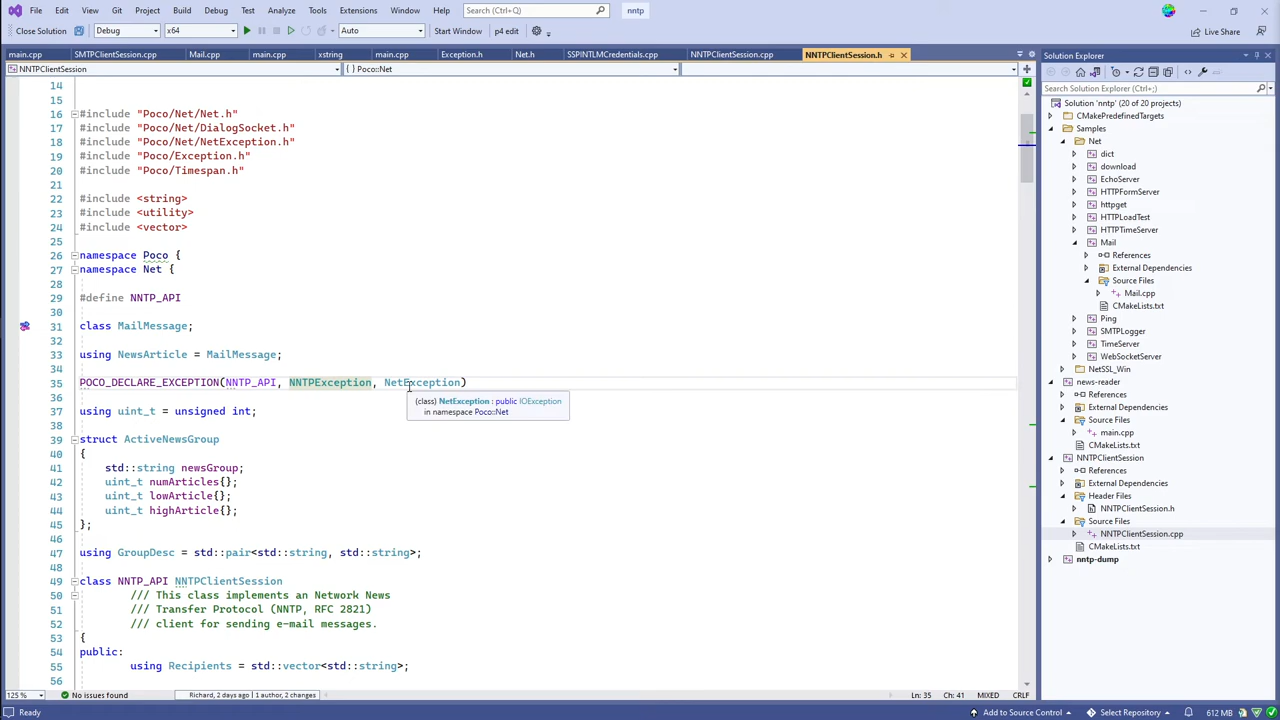 File Edit View Git Project Build Debug Test Analyze Tools Extensions Window Help Search (Ctrl+Q) nntp
Close Solution Debug x64 Auto Start Window p4 edit Live Share
main.cpp SMTPClientSession.cpp Mail.cpp main.cpp xstring main.cpp Exception.h Net.h SSPINTLMCredentials.cpp NNTPClientSession.cpp NNTPClientSession.h
NNTPClientSession { } Poco::Net
14
15
16 #include "Poco/Net/Net.h"
17 #include "Poco/Net/DialogSocket.h"
18 #include "Poco/Net/NetException.h"
19 #include "Poco/Exception.h"
20 #include "Poco/Timespan.h"
21
22 #include <string>
23 #include <utility>
24 #include <vector>
25
26 namespace Poco {
27 namespace Net {
28
29 #define NNTP_API
30
31 class MailMessage;
32
33 using NewsArticle = MailMessage;
34
35 POCO_DECLARE_EXCEPTION(NNTP_API, NNTPException, NetException)
36
(class) NetException : public IOException
in namespace Poco::Net
37 using uint_t = unsigned int;
38
39 struct ActiveNewsGroup
40 {
41 std::string newsGroup;
42 uint_t numArticles{};
43 uint_t lowArticle{};
44 uint_t highArticle{};
45 };
46
47 using GroupDesc = std::pair<std::string, std::string>;
48
49 class NNTP_API NNTPClientSession
50 /// This class implements an Network News
51 /// Transfer Protocol (NNTP, RFC 2821)
52 /// client for sending e-mail messages.
53 {
54 public:
55 using Recipients = std::vector<std::string>;
56
125 % No issues found Richard, 2 days ago | 1 author, 2 changes Ln: 35 Ch: 41 MIXED CRLF
Solution Explorer
Search Solution Explorer (Ctrl+;)
Solution 'nntp' (20 of 20 projects)
CMakePredefinedTargets
Samples
Net
dict
download
EchoServer
HTTPFormServer
httpget
HTTPLoadTest
HTTPTimeServer
Mail
References
External Dependencies
Source Files
Mail.cpp
CMakeLists.txt
Ping
SMTPLogger
TimeServer
WebSocketServer
NetSSL_Win
news-reader
References
External Dependencies
Source Files
main.cpp
CMakeLists.txt
NNTPClientSession
References
External Dependencies
Header Files
NNTPClientSession.h
Source Files
NNTPClientSession.cpp
CMakeLists.txt
nntp-dump
Ready Add to Source Control Select Repository 612 MB